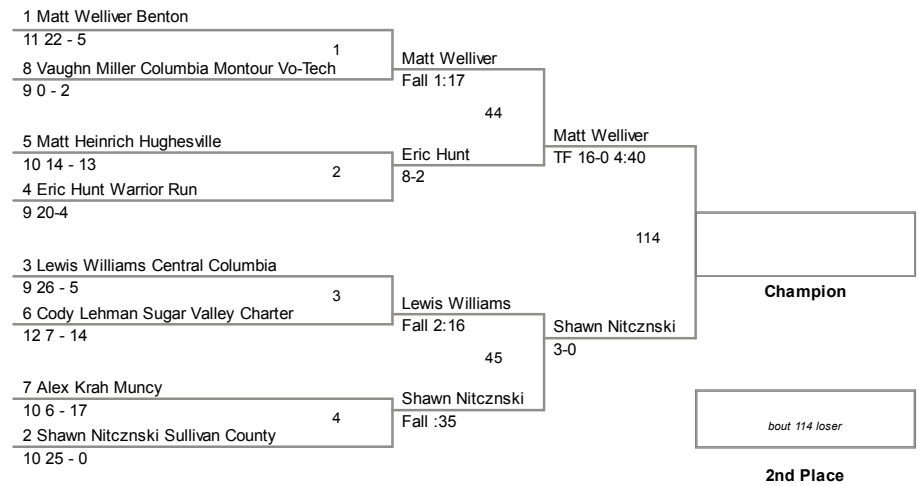 1 Matt Welliver Benton
11 22 - 5
1
8 Vaughn Miller Columbia Montour Vo-Tech
9 0 - 2
Matt Welliver
Fall 1:17
44
5 Matt Heinrich Hughesville
10 14 - 13
2
4 Eric Hunt Warrior Run
9 20-4
Eric Hunt
8-2
Matt Welliver
TF 16-0 4:40
114
3 Lewis Williams Central Columbia
9 26 - 5
3
6 Cody Lehman Sugar Valley Charter
12 7 - 14
Lewis Williams
Fall 2:16
45
7 Alex Krah Muncy
10 6 - 17
4
2 Shawn Nitcznski Sullivan County
10 25 - 0
Shawn Nitcznski
Fall :35
Shawn Nitcznski
3-0
Champion
bout 114 loser
2nd Place